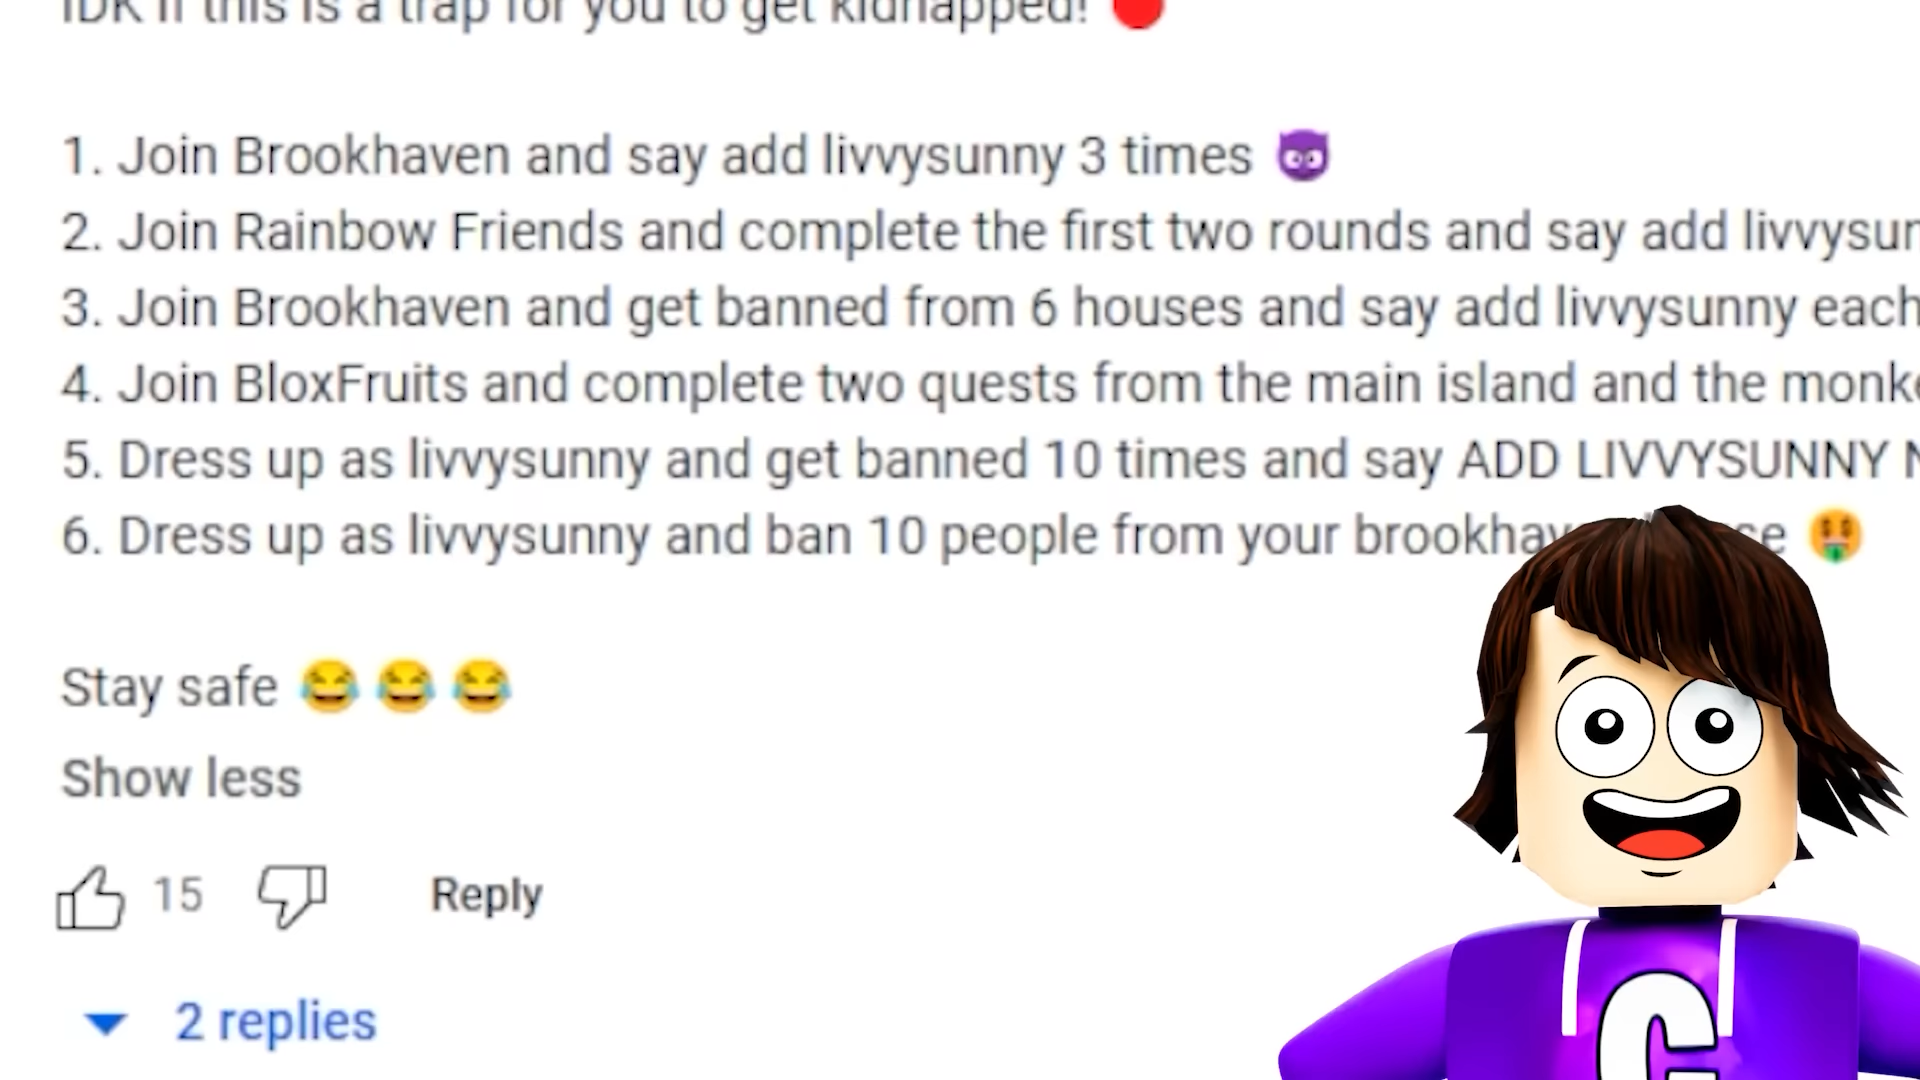 IDK if this is a trap for you to get kidnapped!
1. Join Brookhaven and say add livvysunny 3 times 😈
2. Join Rainbow Friends and complete the first two rounds and say add livvysun
3. Join Brookhaven and get banned from 6 houses and say add livvysunny each
4. Join BloxFruits and complete two quests from the main island and the monke
5. Dress up as livvysunny and get banned 10 times and say ADD LIVVYSUNNY
6. Dress up as livvysunny and ban 10 people from your 🤑
Stay safe 😂 😂 😂
Show less
15 Reply
2 replies
C